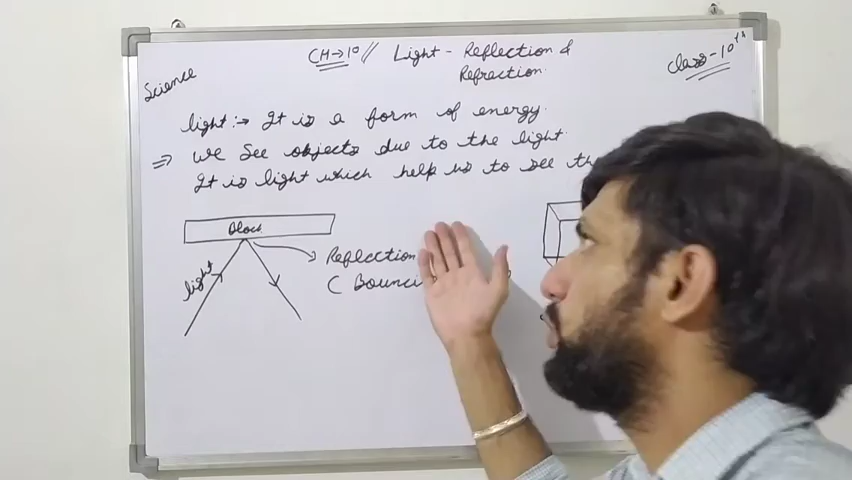 Science
CH→10// Light - Reflection &
Refraction
Class-10th
light:→ It is a form of energy.
⇒ we see objects due to the light.
It is light which help us to see
Block
light
Reflection
( Bounci